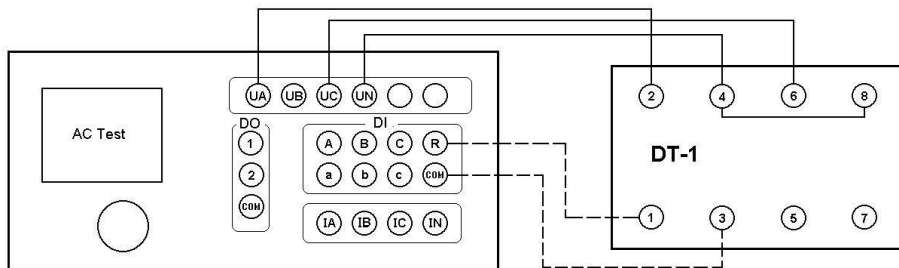 UA UB UC UN
2 4 6 8
DO DI
AC Test
1 A B C R
DT-1
2 a b c COM
COM IA IB IC IN
1 3 5 7